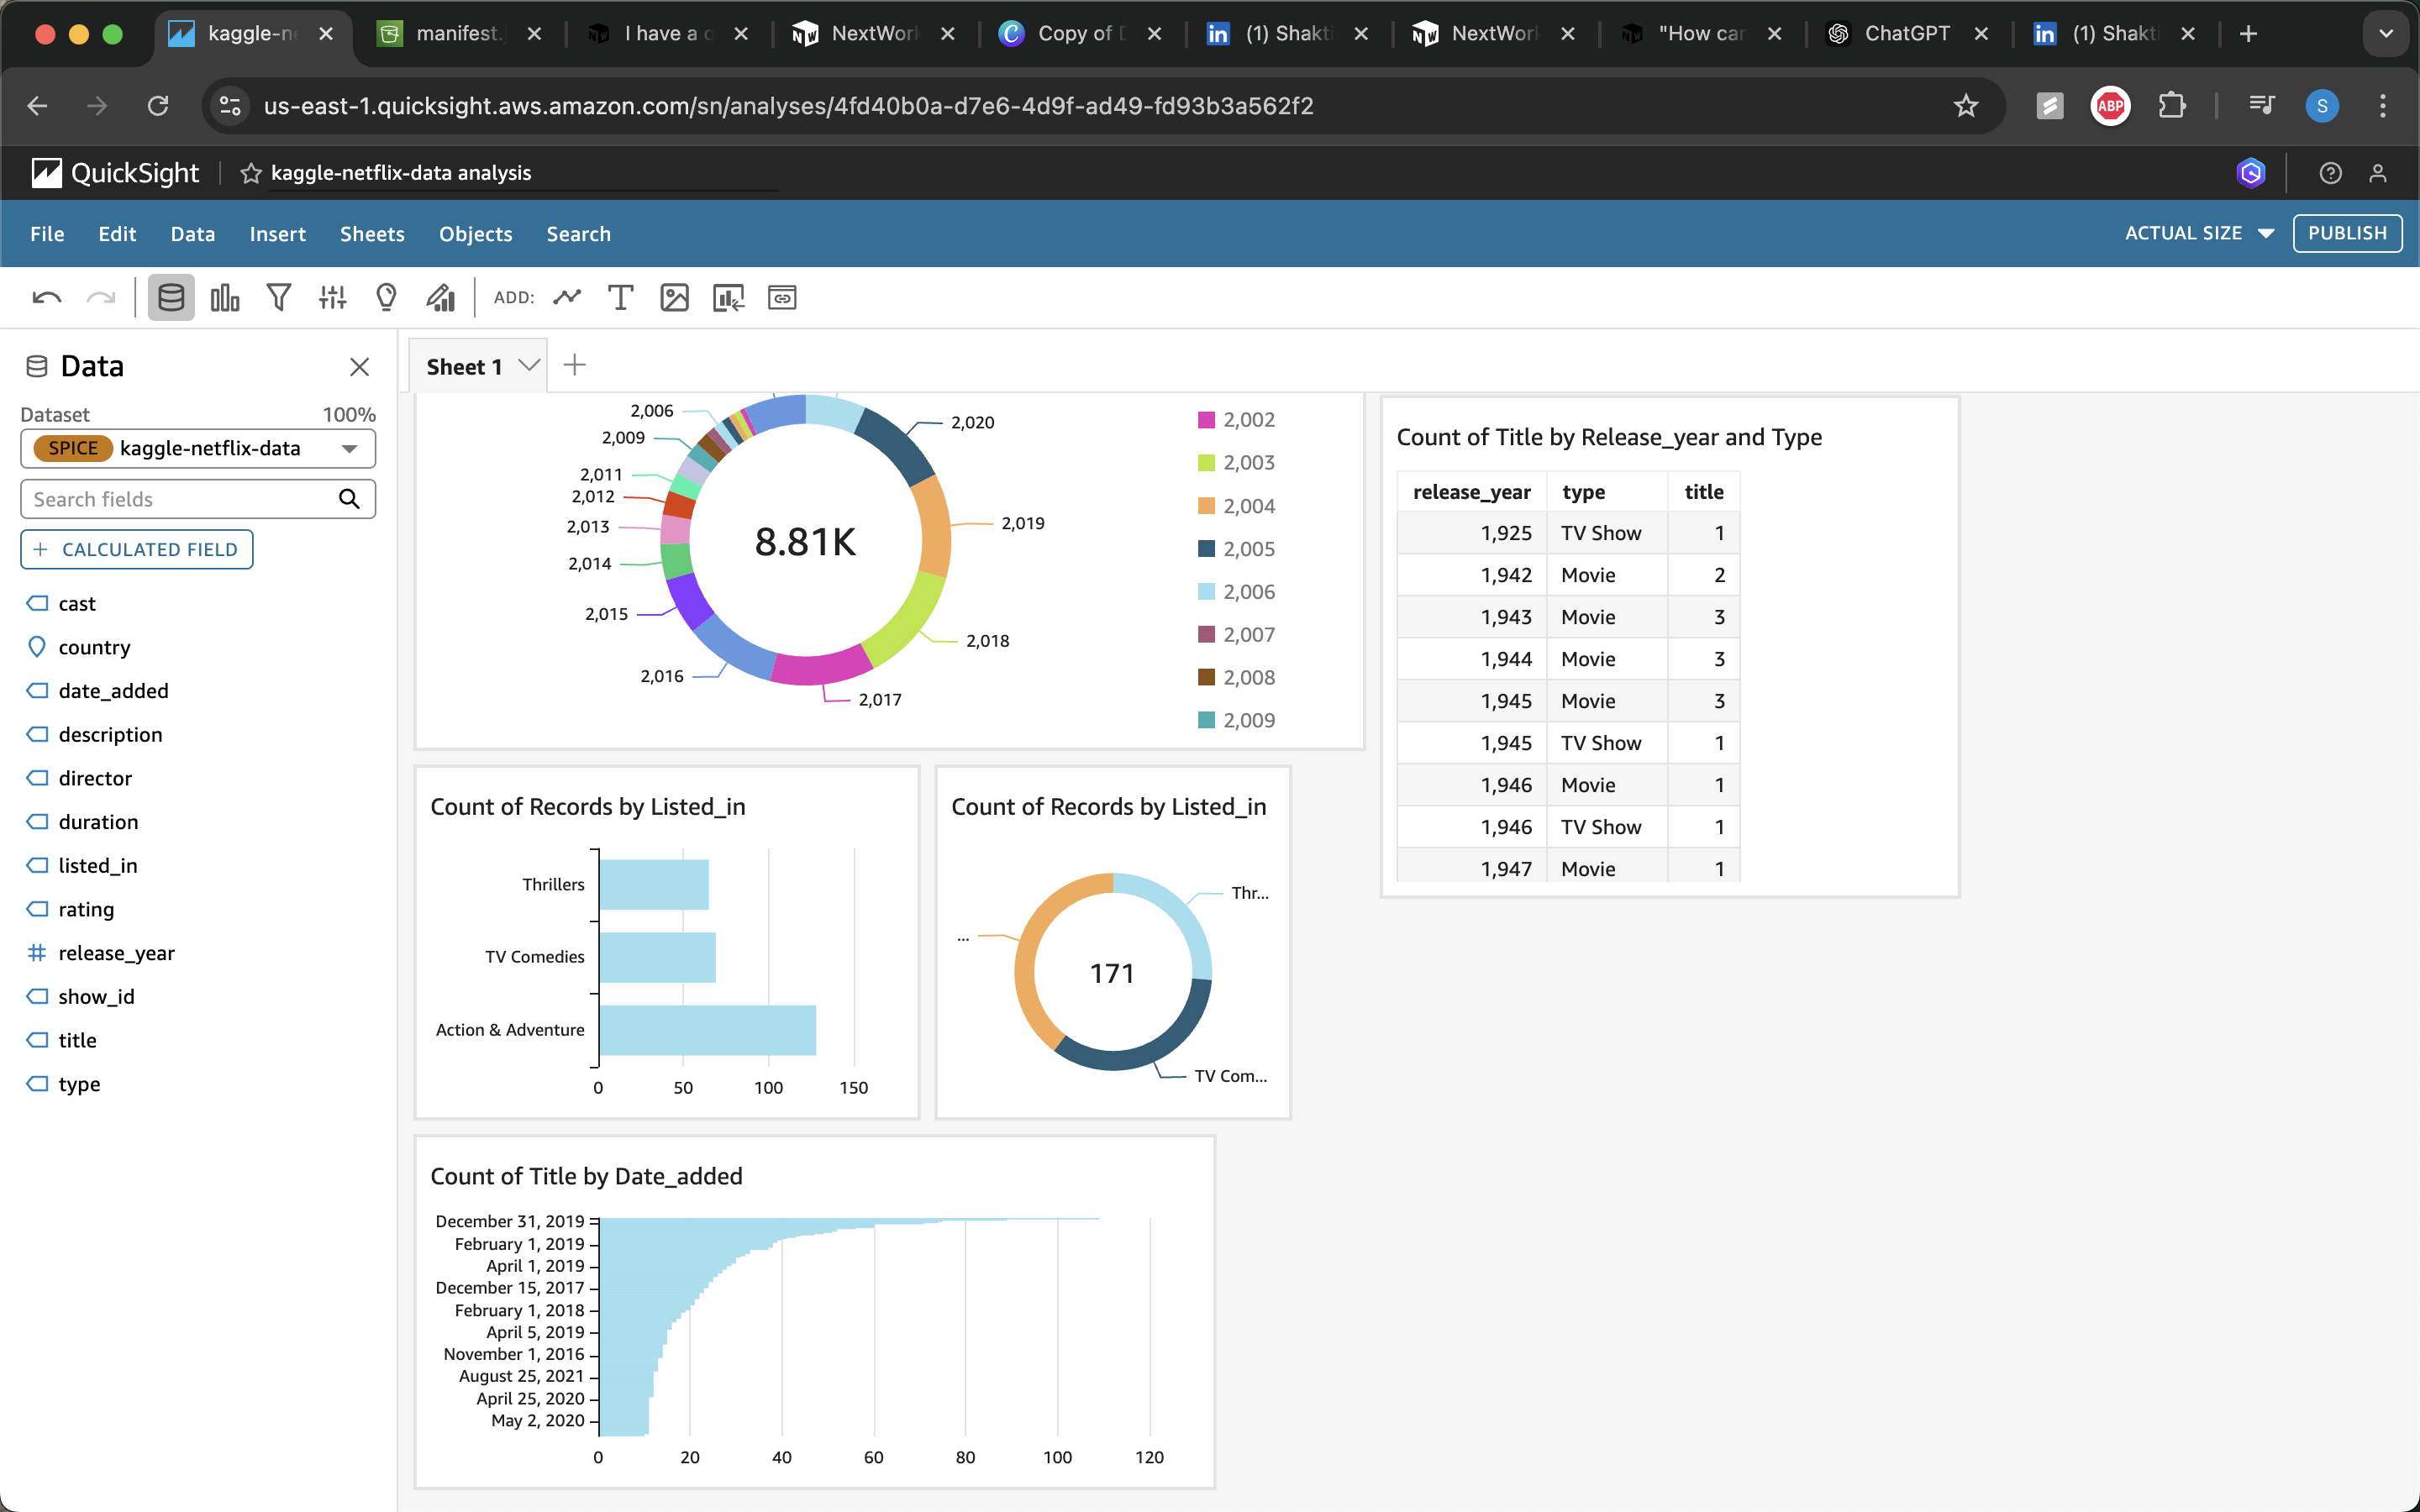 kaggle-ne
manifest.j
I have a d
NextWork
Copy of D
(1) Shakti
NextWork
"How can
ChatGPT
(1) Shakti
us-east-1.quicksight.aws.amazon.com/sn/analyses/4fd40b0a-d7e6-4d9f-ad49-fd93b3a562f2
ABP
S
QuickSight
kaggle-netflix-data analysis
File Edit Data Insert Sheets Objects Search
ACTUAL SIZE
PUBLISH
ADD:
Data
Dataset 100%
SPICE kaggle-netflix-data
Search fields
+ CALCULATED FIELD
cast
country
date_added
description
director
duration
listed_in
rating
release_year
show_id
title
type
Sheet 1
2,006
2,009
2,011
2,012
2,013
2,014
2,015
2,016
2,017
2,018
2,019
2,020
8.81K
2,002
2,003
2,004
2,005
2,006
2,007
2,008
2,009
Count of Title by Release_year and Type
release_year type title
1,925 TV Show 1
1,942 Movie 2
1,943 Movie 3
1,944 Movie 3
1,945 Movie 3
1,945 TV Show 1
1,946 Movie 1
1,946 TV Show 1
1,947 Movie 1
Count of Records by Listed_in
Thrillers
TV Comedies
Action & Adventure
0 50 100 150
Count of Records by Listed_in
Thr...
...
171
TV Com...
Count of Title by Date_added
December 31, 2019
February 1, 2019
April 1, 2019
December 15, 2017
February 1, 2018
April 5, 2019
November 1, 2016
August 25, 2021
April 25, 2020
May 2, 2020
0 20 40 60 80 100 120